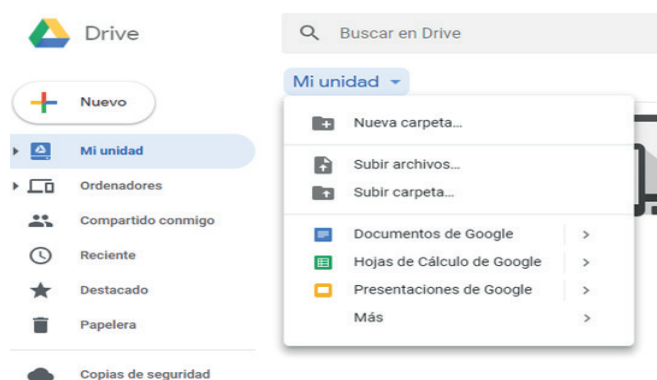 Drive
Buscar en Drive
Nuevo
Mi unidad
Ordenadores
Compartido conmigo
Reciente
Destacado
Papelera
Copias de seguridad
Mi unidad
Nueva carpeta...
Subir archivos...
Subir carpeta...
Documentos de Google
Hojas de Cálculo de Google
Presentaciones de Google
Más